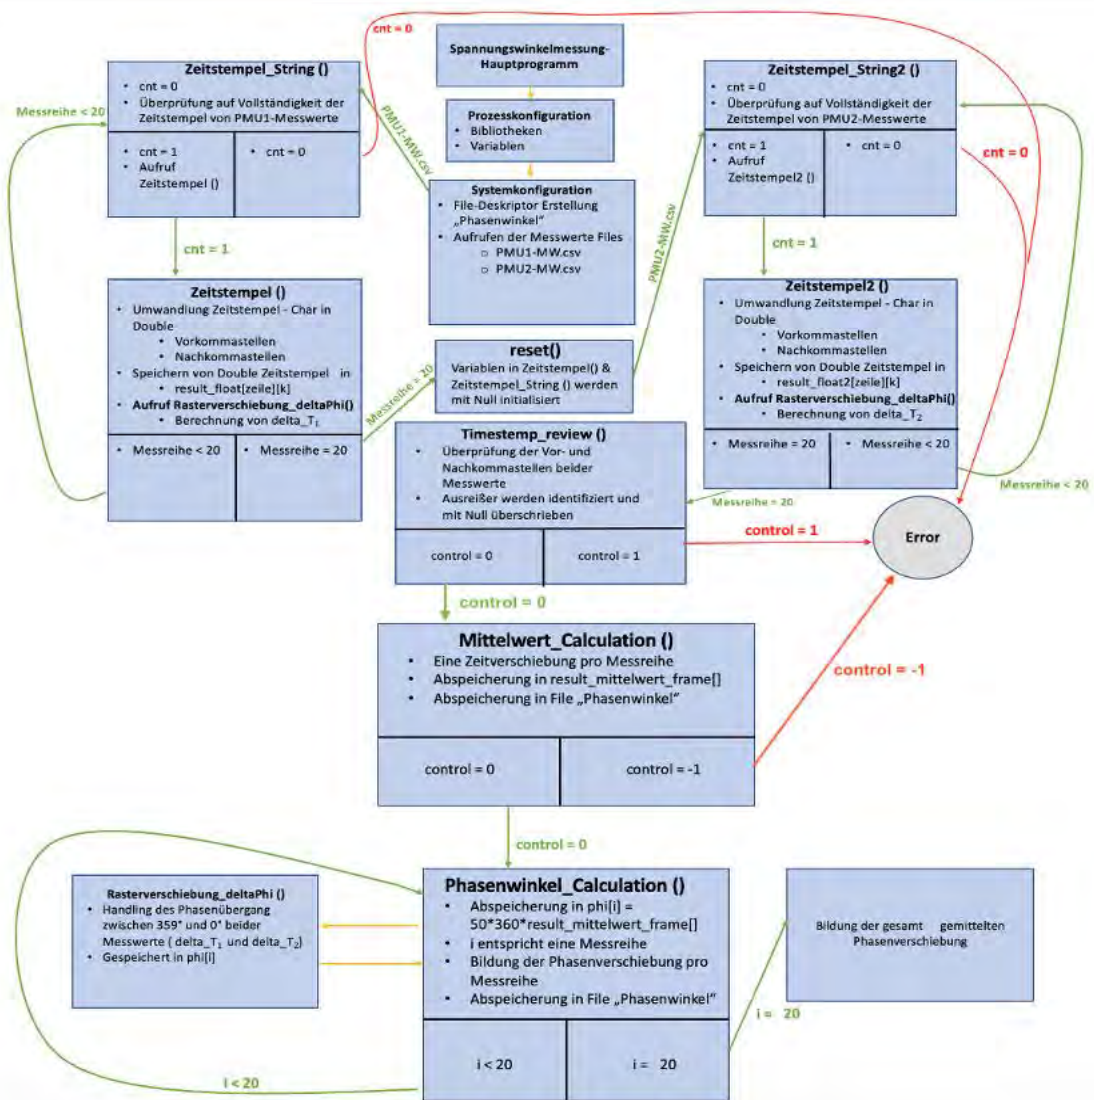 cnt = 0
Spannungswinkelmessung-
Hauptprogramm
Prozesskonfiguration
• Bibliotheken
• Variablen
Systemkonfiguration
• File-Deskriptor Erstellung
„Phasenwinkel“
• Aufrufen der Messwerte Files
o PMU1-MW.csv
o PMU2-MW.csv
PMU1-MW.csv
Zeitstempel_String ()
• cnt = 0
• Überprüfung auf Vollständigkeit der
Zeitstempel von PMU1-Messwerte
• cnt = 1
• Aufruf
Zeitstempel ()
• cnt = 0
Messreihe < 20
cnt = 1
Zeitstempel ()
• Umwandlung Zeitstempel - Char in
Double
• Vorkommastellen
• Nachkommastellen
• Speichern von Double Zeitstempel in
• result_float[zeile][k]
• Aufruf Rasterverschiebung_deltaPhi()
• Berechnung von delta_T₁
• Messreihe < 20
• Messreihe = 20
Messreihe = 20
reset()
Variablen in Zeitstempel() &
Zeitstempel_String () werden
mit Null initialisiert
PMU2-MW.csv
Zeitstempel_String2 ()
• cnt = 0
• Überprüfung auf Vollständigkeit der
Zeitstempel von PMU2-Messwerte
• cnt = 1
• Aufruf
Zeitstempel2 ()
• cnt = 0
cnt = 0
cnt = 1
Zeitstempel2 ()
• Umwandlung Zeitstempel - Char in
Double
• Vorkommastellen
• Nachkommastellen
• Speichern von Double Zeitstempel in
• result_float2[zeile][k]
• Aufruf Rasterverschiebung_deltaPhi()
• Berechnung von delta_T₂
• Messreihe = 20
• Messreihe < 20
Messreihe < 20
Messreihe = 20
Timestemp_review ()
• Überprüfung der Vor- und
Nachkommastellen beider
Messwerte
• Ausreißer werden identifiziert und
mit Null überschrieben
control = 0
control = 1
control = 1
Error
control = 0
Mittelwert_Calculation ()
• Eine Zeitverschiebung pro Messreihe
• Abspeicherung in result_mittelwert_frame[]
• Abspeicherung in File „Phasenwinkel“
control = 0
control = -1
control = -1
control = 0
Rasterverschiebung_deltaPhi ()
• Handling des Phasenübergang
zwischen 359° und 0° beider
Messwerte ( delta_T₁ und delta_T₂)
• Gespeichert in phi[i]
Phasenwinkel_Calculation ()
• Abspeicherung in phi[i] =
50*360*result_mittelwert_frame[]
• i entspricht eine Messreihe
• Bildung der Phasenverschiebung pro
Messreihe
• Abspeicherung in File „Phasenwinkel“
i < 20
i = 20
i < 20
i = 20
Bildung der gesamt gemittelten
Phasenverschiebung